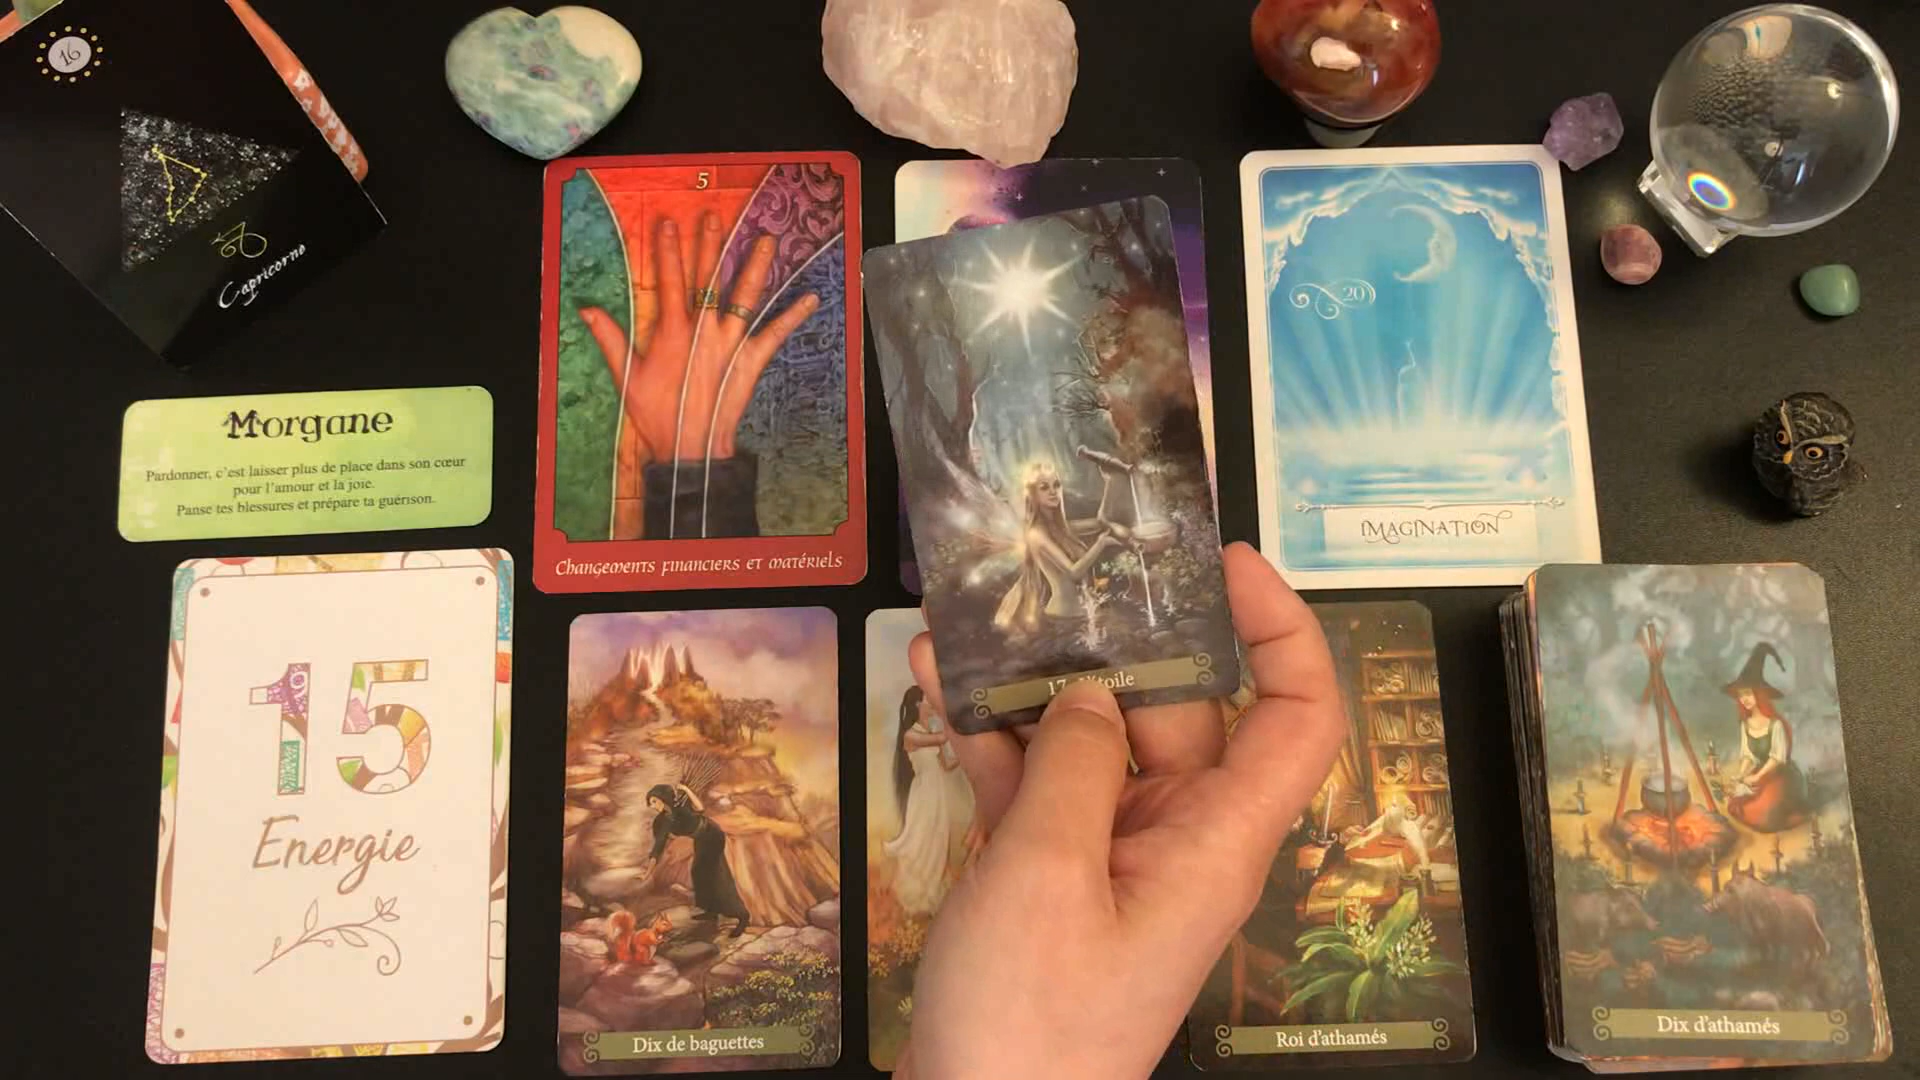 16
Capricorne
Morgane
Pardonner, c'est laisser plus de place dans son cœur
pour l'amour et la joie.
Panse tes blessures et prépare ta guérison.
5
Changements financiers et matériels
20
IMAGINATION
15
Energie
Dix de baguettes
17
Roi d'athamés
Dix d'athamés